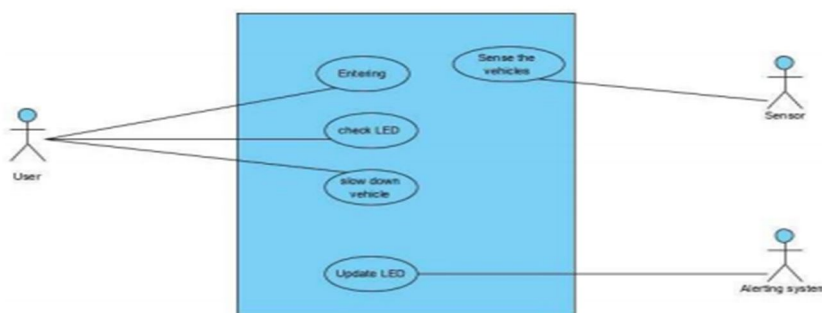 Entering
Sense the
vehicles
Sensor
check LED
User
slow down
vehicle
Update LED
Alerting system